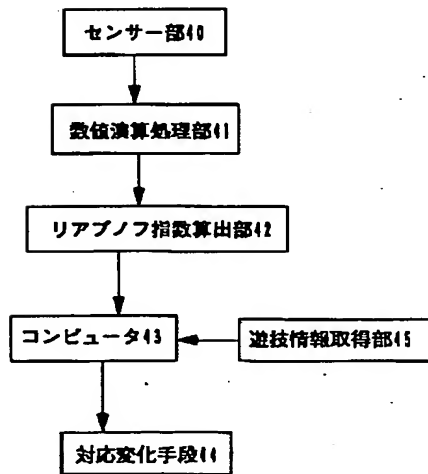 センサー部40
数値演算処理部41
リアプノフ指数算出部42
コンピュータ43
遊技情報取得部45
対応変化手段44